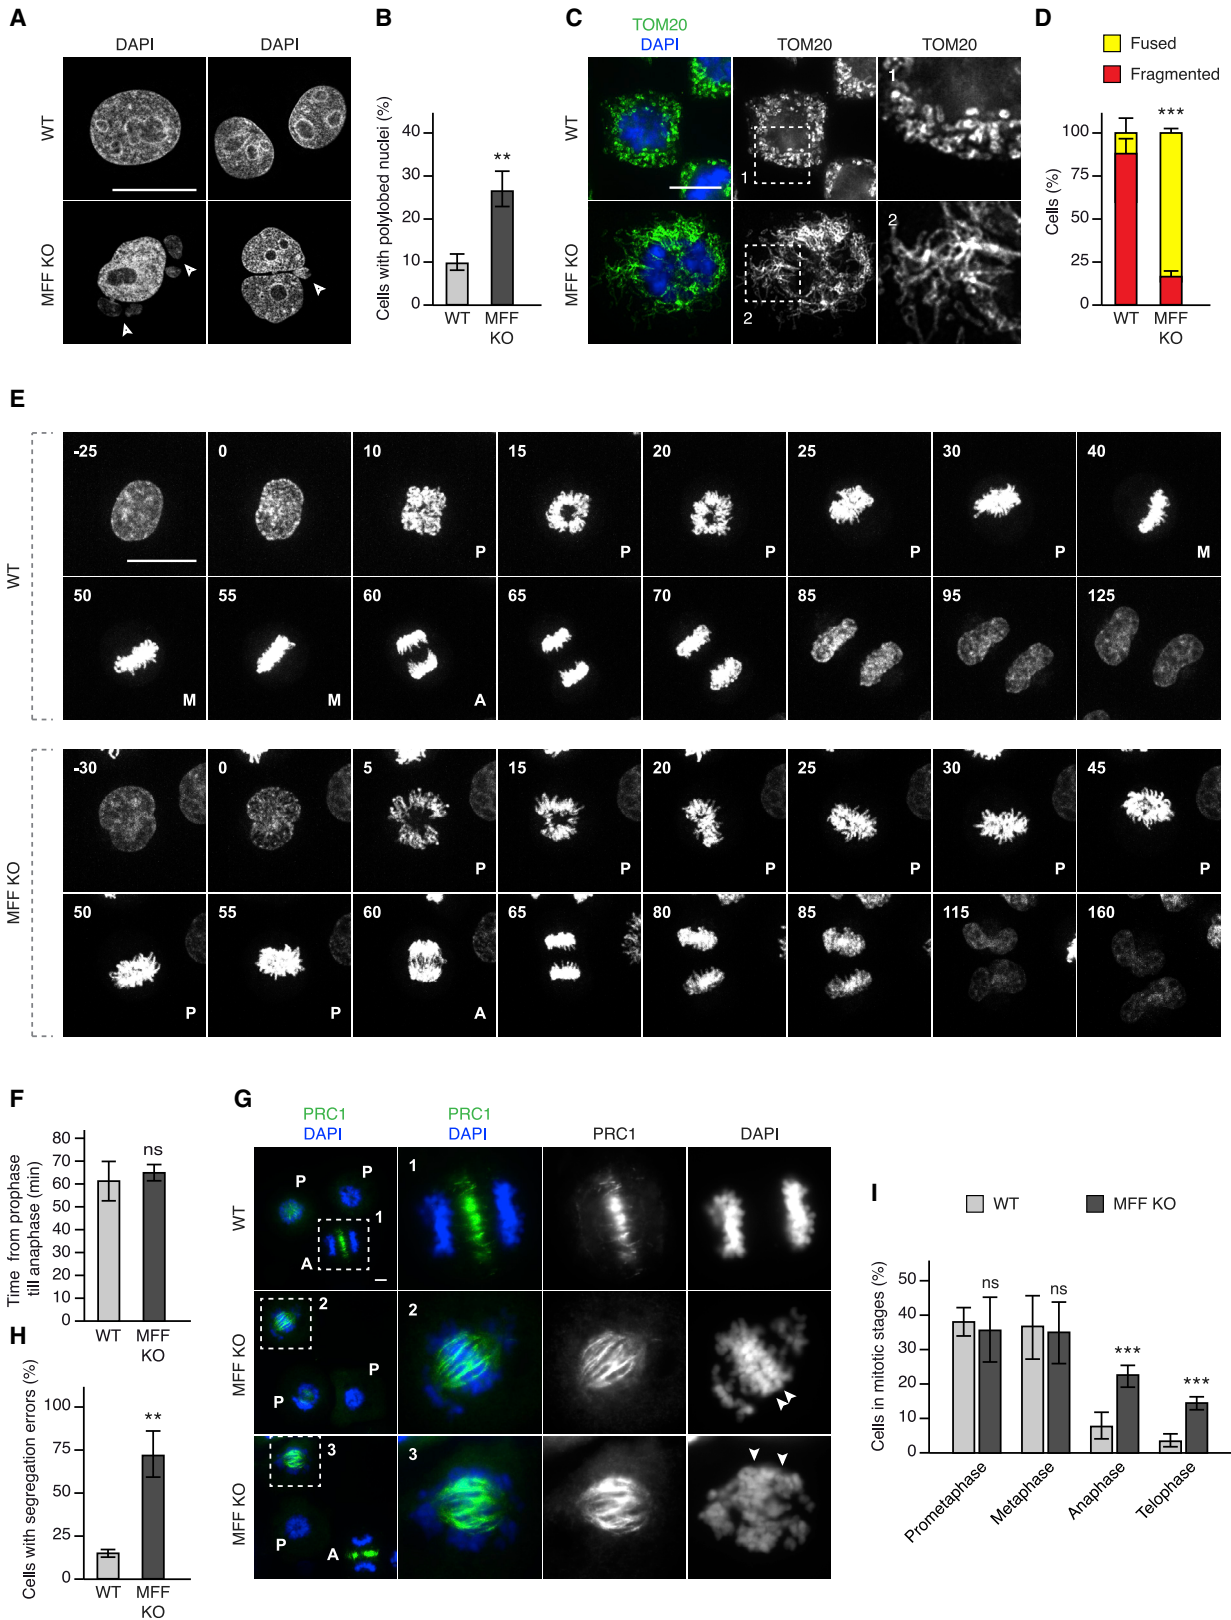 A
DAPI
DAPI
WT
MFF KO
B
Cells with polylobed nuclei (%)
40
30
20
10
0
**
WT
MFF
KO
C
TOM20
DAPI
TOM20
TOM20
WT
MFF KO
1
1
2
2
D
Fused
Fragmented
***
Cells (%)
100
75
50
25
0
WT
MFF
KO
E
WT
-25
0
10
P
15
P
20
P
25
P
30
P
40
M
50
M
55
M
60
A
65
70
85
95
125
MFF KO
-30
0
5
P
15
P
20
P
25
P
30
P
45
P
50
P
55
P
60
A
65
80
85
115
160
F
Time from prophase
till anaphase (min)
80
70
60
50
40
30
20
10
0
ns
WT
MFF
KO
G
PRC1
DAPI
PRC1
DAPI
PRC1
DAPI
WT
P
P
1
A
1
MFF KO
2
P
P
2
MFF KO
3
P
A
3
H
Cells with segregation errors (%)
100
75
50
25
0
**
WT
MFF
KO
I
WT
MFF KO
Cells in mitotic stages (%)
50
40
30
20
10
0
ns
ns
***
***
Prometaphase
Metaphase
Anaphase
Telophase